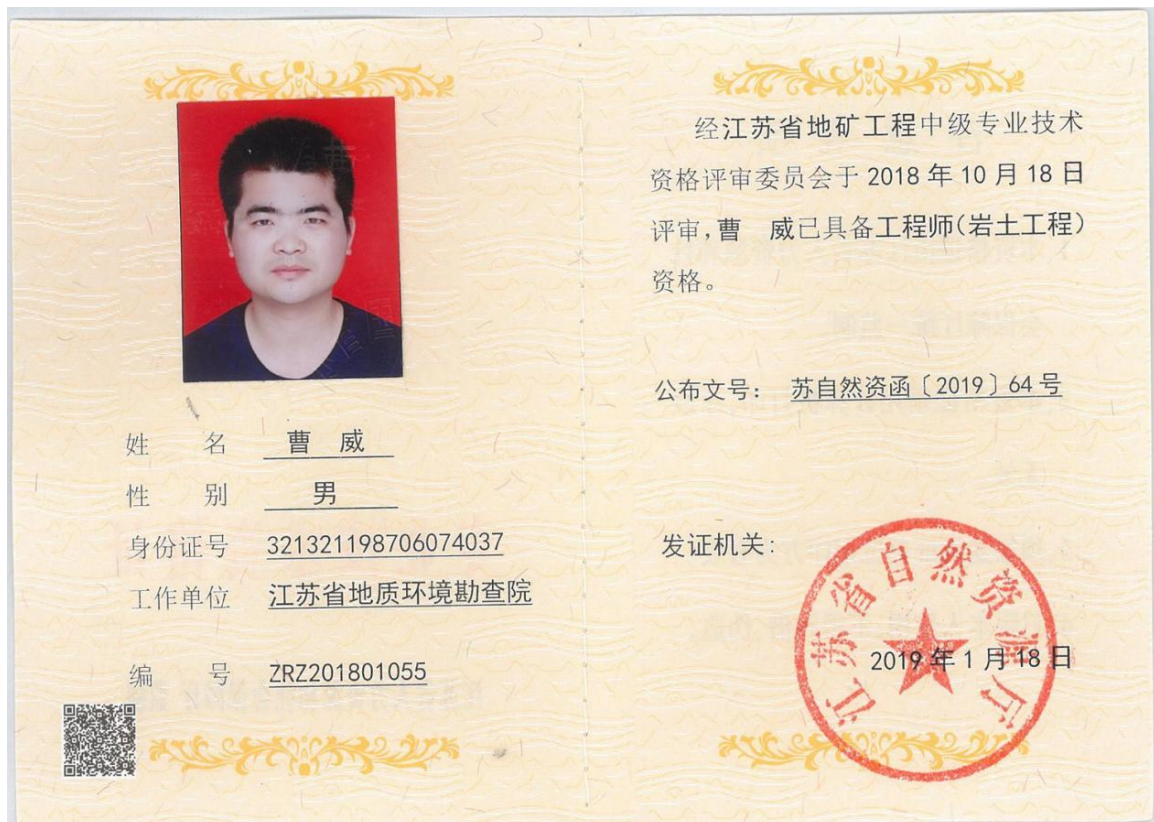 姓 名 曹 威
性 别 男
身份证号 321321198706074037
工作单位 江苏省地质环境勘查院
编 号 ZRZ201801055
经江苏省地矿工程中级专业技术
资格评审委员会于 2018 年 10 月 18 日
评审,曹 威已具备工程师(岩土工程)
资格。
公布文号: 苏自然资函〔2019〕64 号
发证机关:
江苏省自然资源厅
2019 年 1 月 18 日